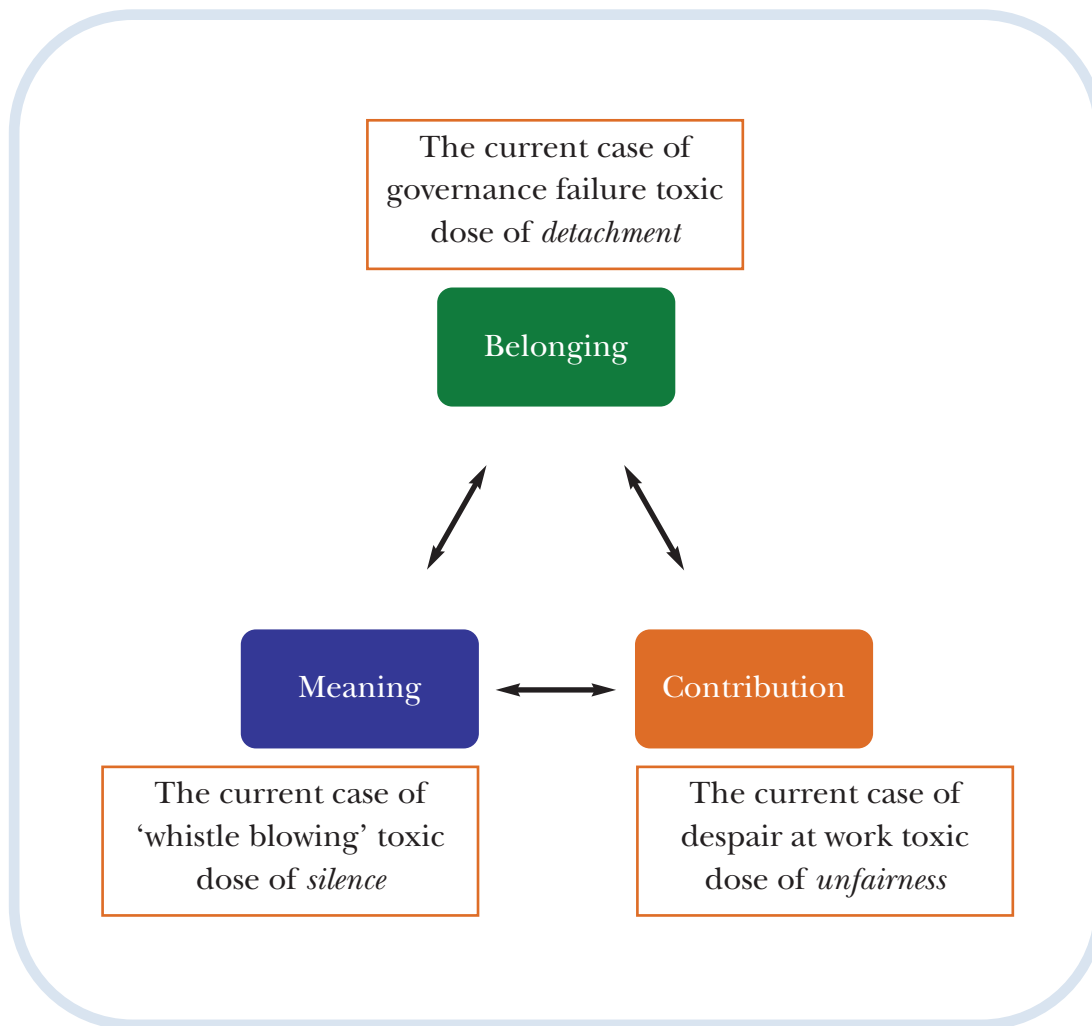 The current case of
governance failure toxic
dose of detachment
Belonging
Meaning
Contribution
The current case of
‘whistle blowing’ toxic
dose of silence
The current case of
despair at work toxic
dose of unfairness